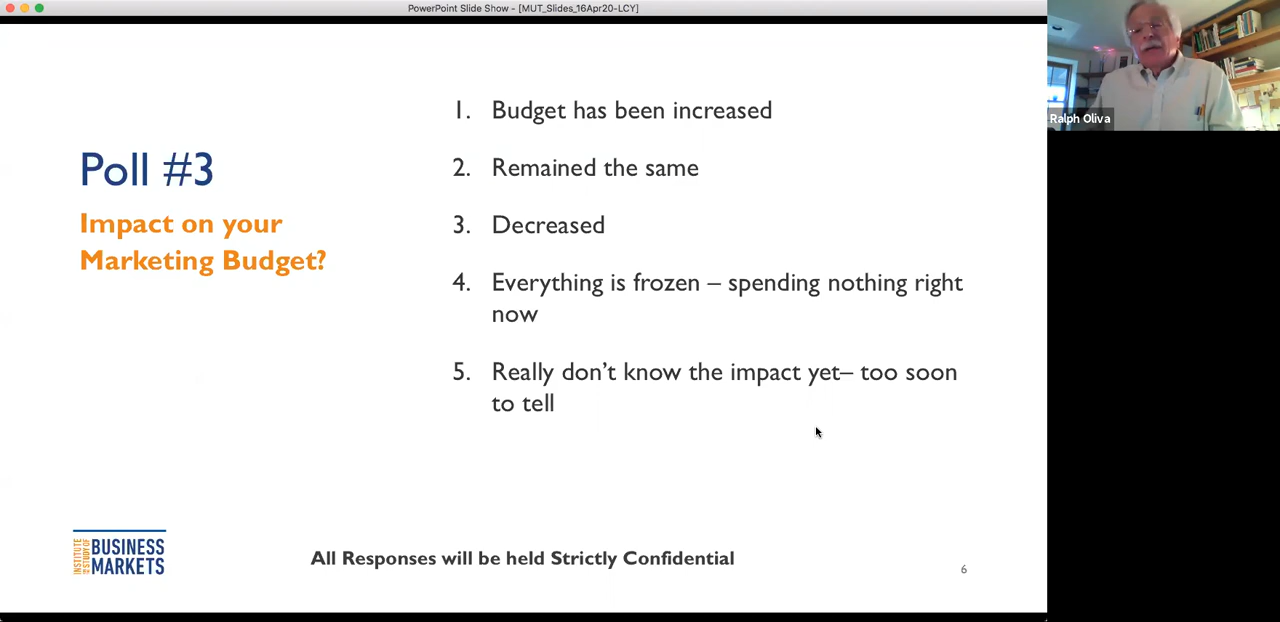 PowerPoint Slide Show - [MUT_Slides_16Apr20-LCY]
Ralph Oliva
Poll #3
Impact on your
Marketing Budget?
1. Budget has been increased
2. Remained the same
3. Decreased
4. Everything is frozen – spending nothing right
now
5. Really don’t know the impact yet– too soon
to tell
INSTITUTE
FOR THE
STUDY OF
BUSINESS
MARKETS
All Responses will be held Strictly Confidential
6